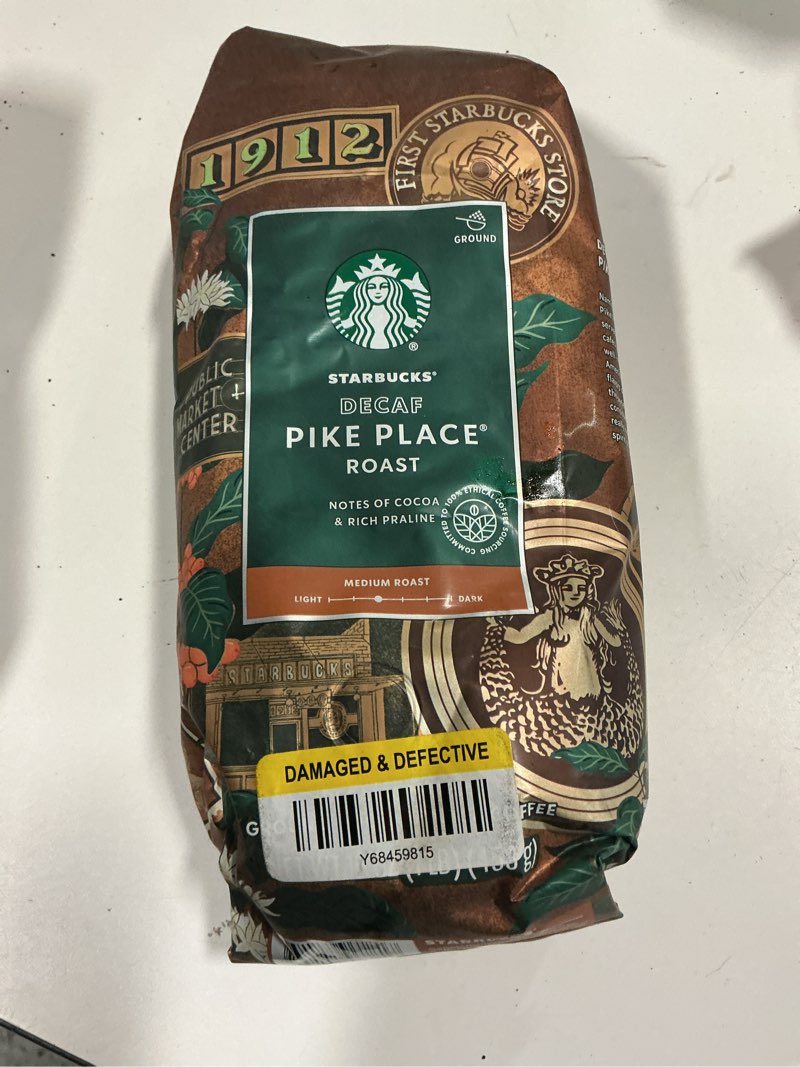 1912
FIRST STARBUCKS STORE
GROUND
STARBUCKS®
DECAF
PIKE PLACE®
ROAST
NOTES OF COCOA
& RICH PRALINE
COMMITTED TO 100% ETHICAL COFFEE SOURCING
MEDIUM ROAST
LIGHT
DARK
MARKET +
CENTER
STARBUCKS
DAMAGED & DEFECTIVE
Y68459815